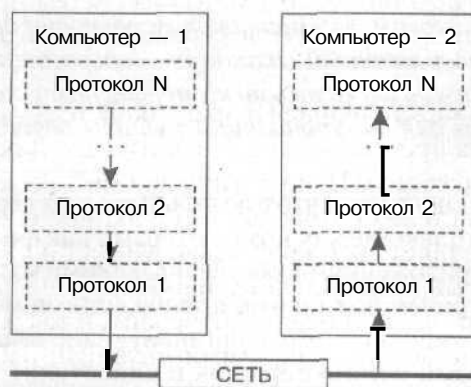 Компьютер — 1
Протокол N
Протокол 2
Протокол 1
Компьютер — 2
Протокол N
Протокол 2
Протокол 1
СЕТЬ